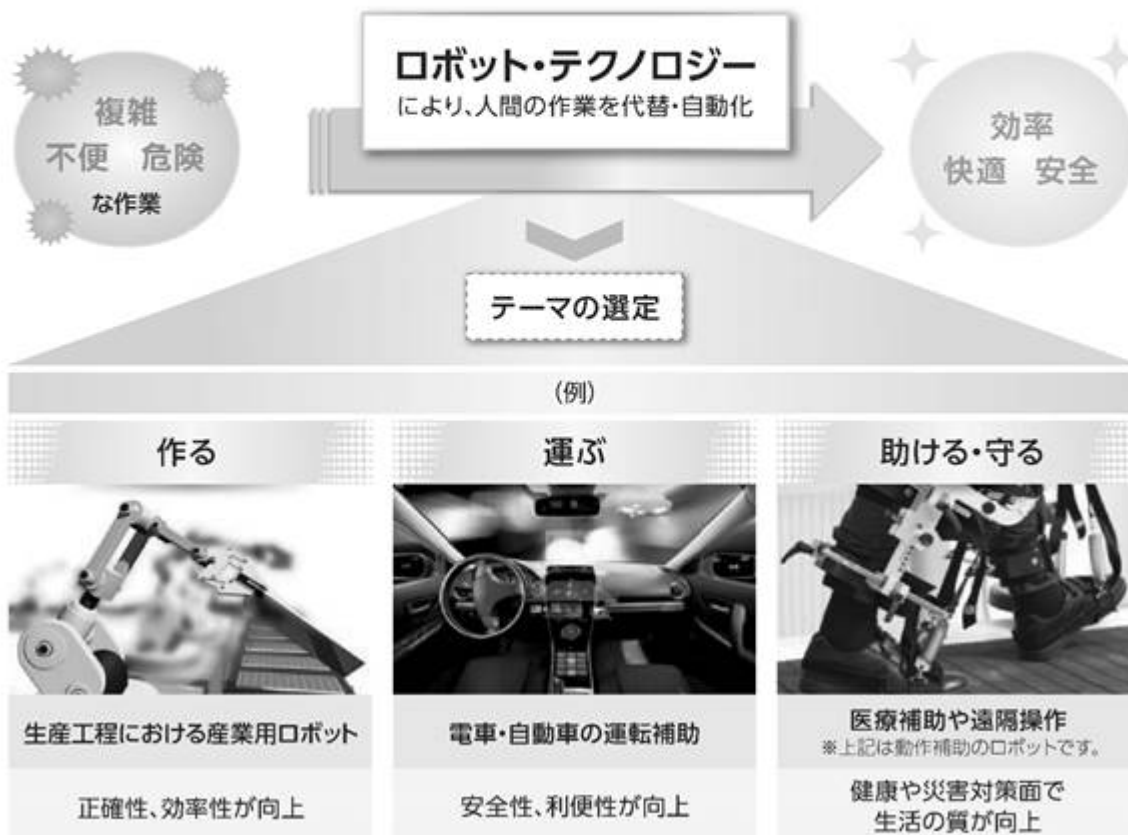 複雑
不便 危険
な作業
ロボット・テクノロジー
により、人間の作業を代替・自動化
効率
快適 安全
テーマの選定
(例)
作る
運ぶ
助ける・守る
生産工程における産業用ロボット
電車・自動車の運転補助
医療補助や遠隔操作
※上記は動作補助のロボットです。
正確性、効率性が向上
安全性、利便性が向上
健康や災害対策面で
生活の質が向上